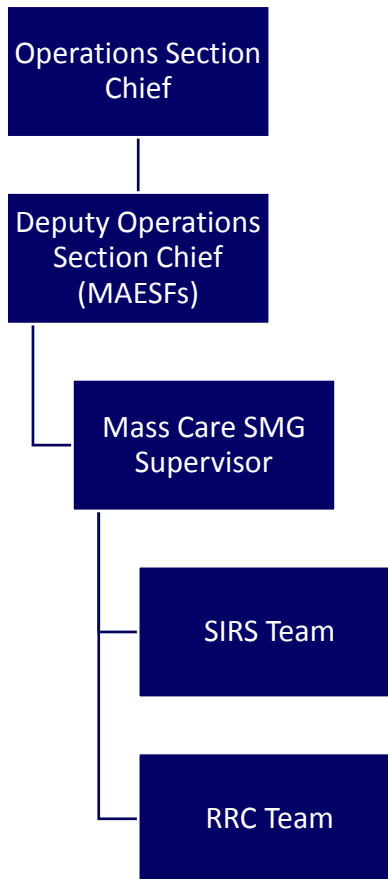 Operations Section
Chief
Deputy Operations
Section Chief
(MAESFs)
Mass Care SMG
Supervisor
SIRS Team
RRC Team